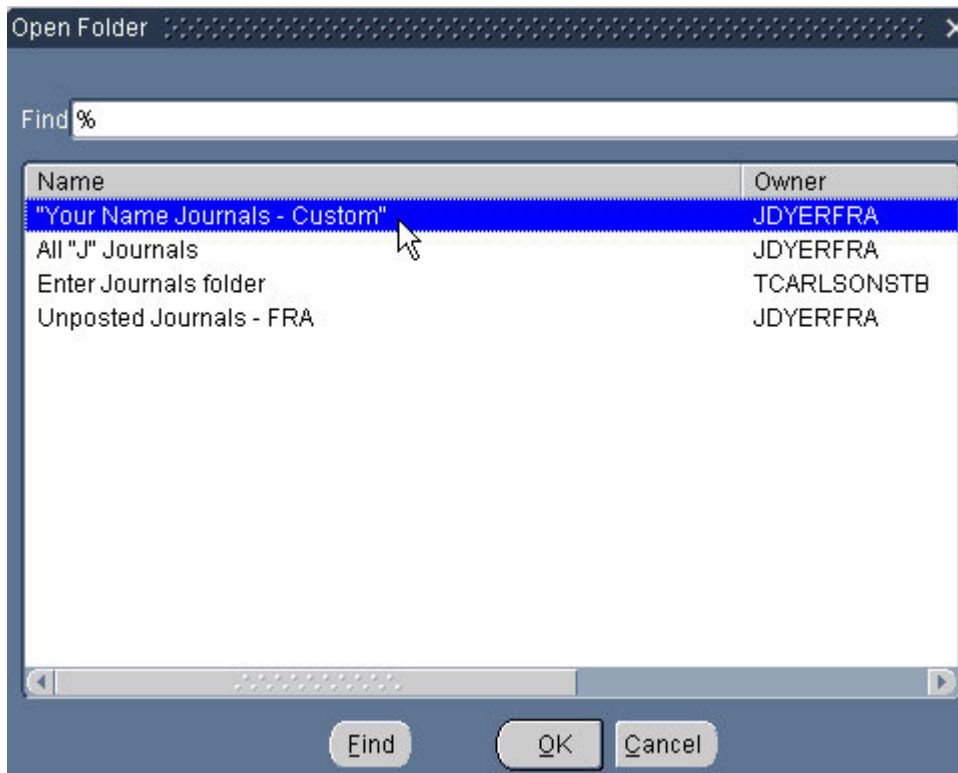 Open Folder
Find %
Name Owner
"Your Name Journals - Custom" JDYERFRA
All "J" Journals JDYERFRA
Enter Journals folder TCARLSONSTB
Unposted Journals - FRA JDYERFRA
Find OK Cancel